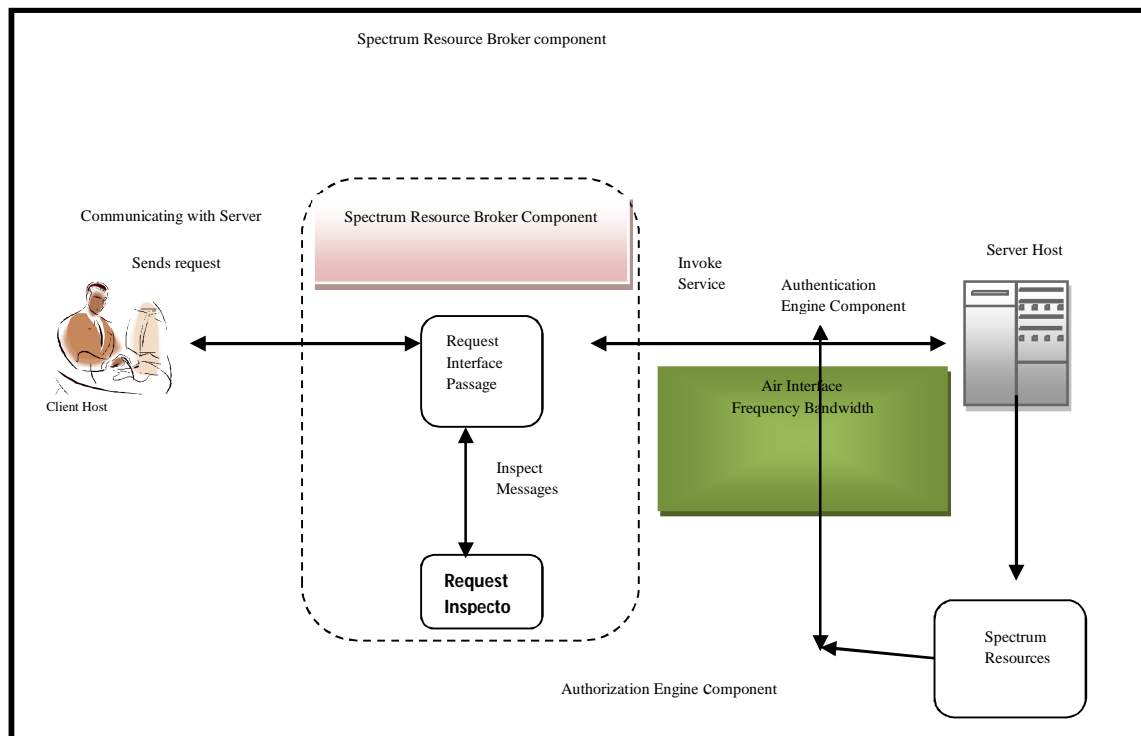 Spectrum Resource Broker component
Communicating with Server
Sends request
Client Host
Spectrum Resource Broker Component
Request
Interface
Passage
Inspect
Messages
Request
Inspecto
Invoke
Service
Authentication
Engine Component
Air Interface
Frequency Bandwidth
Server Host
Spectrum
Resources
Authorization Engine Component